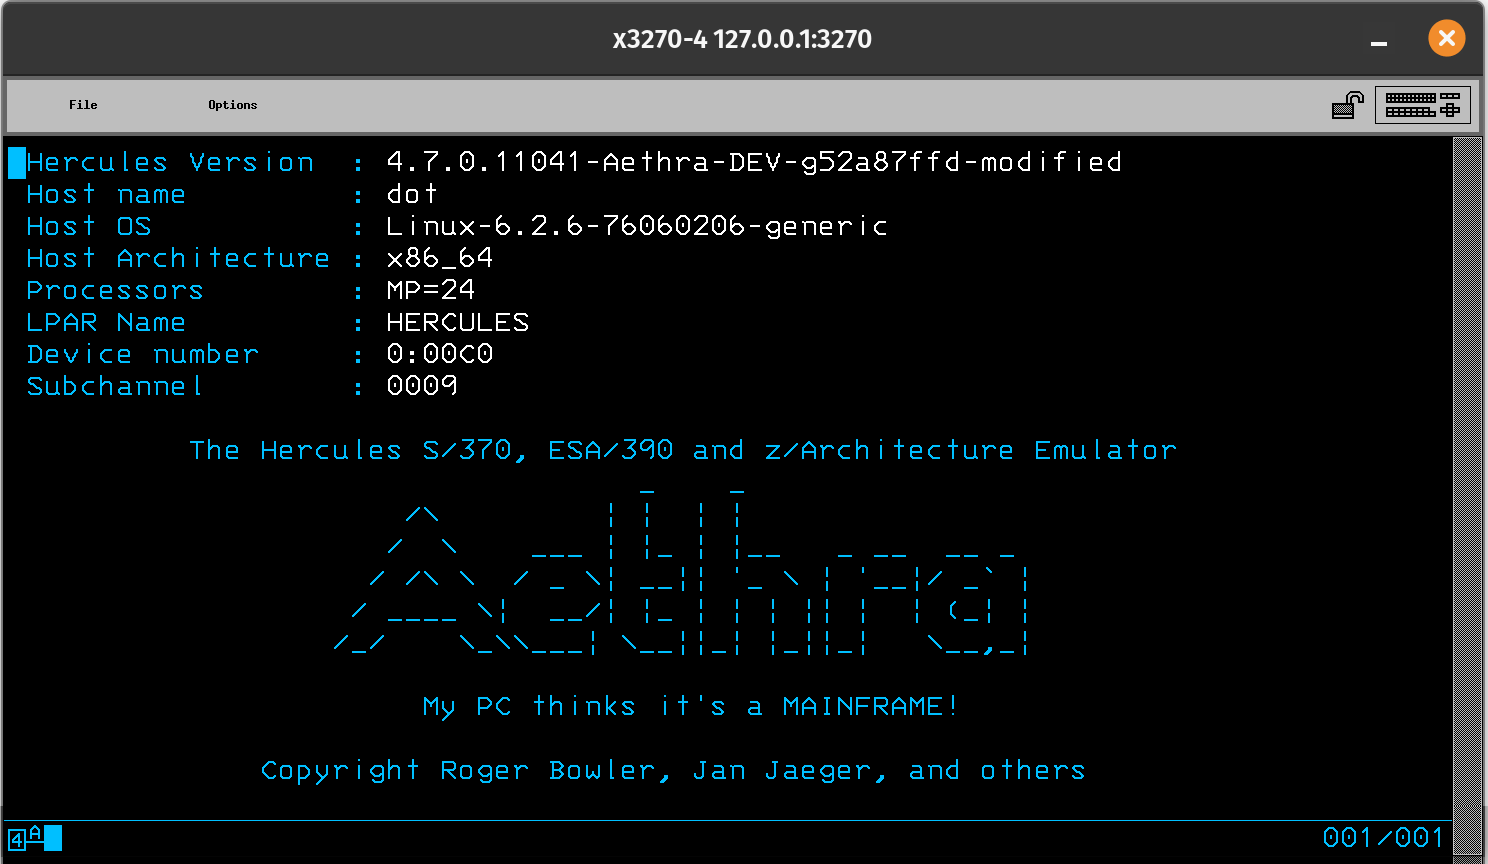 x3270-4 127.0.0.1:3270
File Options
Hercules Version : 4.7.0.11041-Aethra-DEV-g52a87ffd-modified
Host name : dot
Host OS : Linux-6.2.6-76060206-generic
Host Architecture : x86_64
Processors : MP=24
LPAR Name : HERCULES
Device number : 0:00C0
Subchannel : 0009
The Hercules S/370, ESA/390 and z/Architecture Emulator
Aethra
My PC thinks it's a MAINFRAME!
Copyright Roger Bowler, Jan Jaeger, and others
4A 001/001